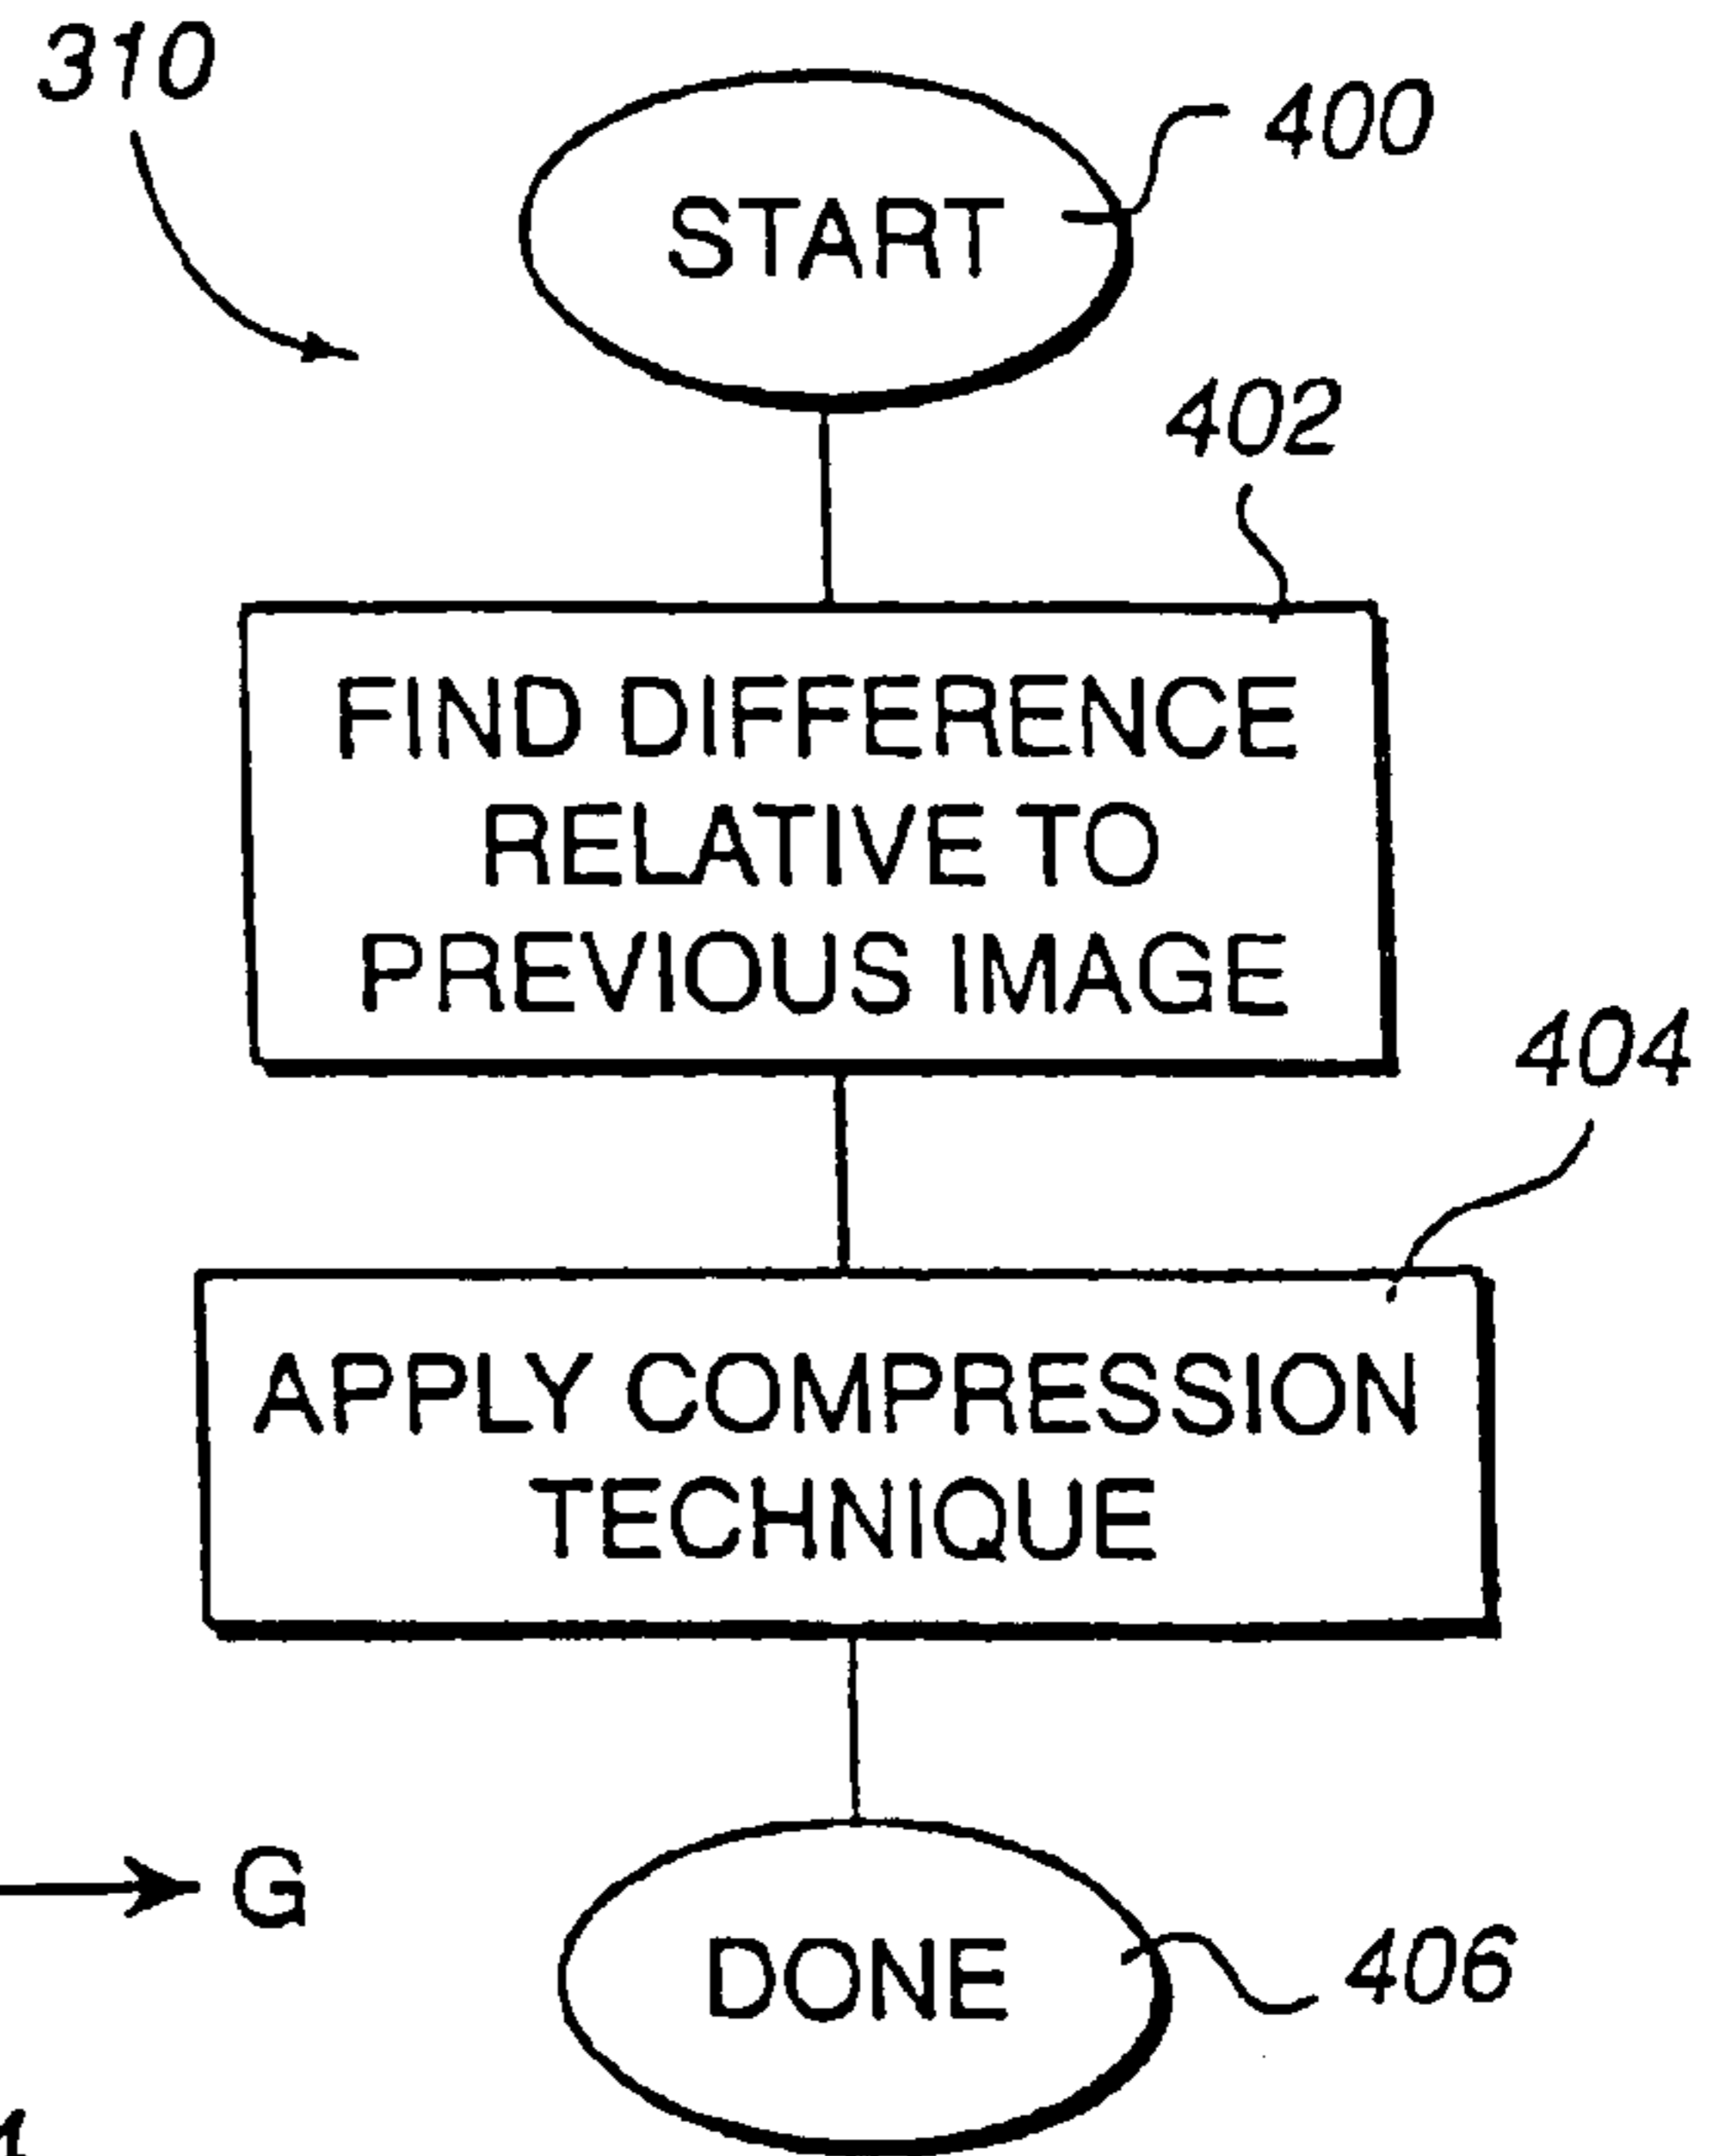 310
400
START
402
FIND DIFFERENCE
RELATIVE TO
PREVIOUS IMAGE
404
APPLY COMPRESSION
TECHNIQUE
G
DONE
406